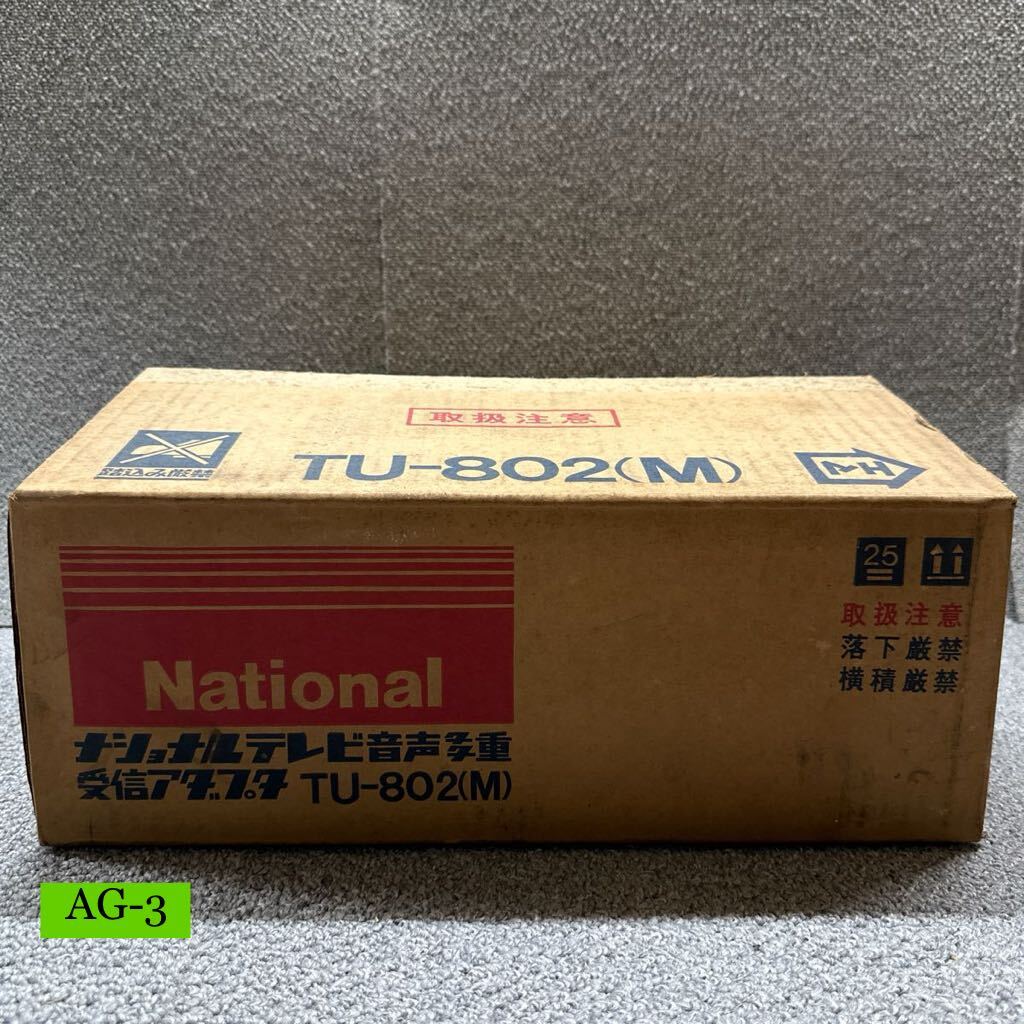 取扱注意
踏込み厳禁
TU-802(M)
25
取扱注意
落下厳禁
横積厳禁
National
ナショナルテレビ音声多重
受信アダプタ TU-802(M)
AG-3